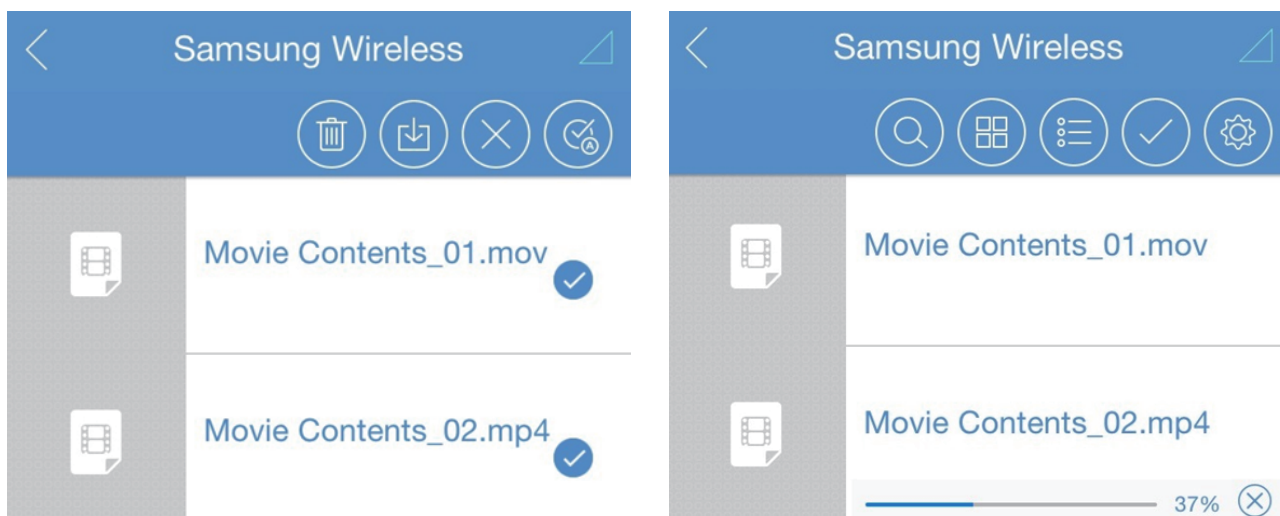 Samsung Wireless
A
Movie Contents_01.mov
Movie Contents_02.mp4
Samsung Wireless
Movie Contents_01.mov
Movie Contents_02.mp4
37%